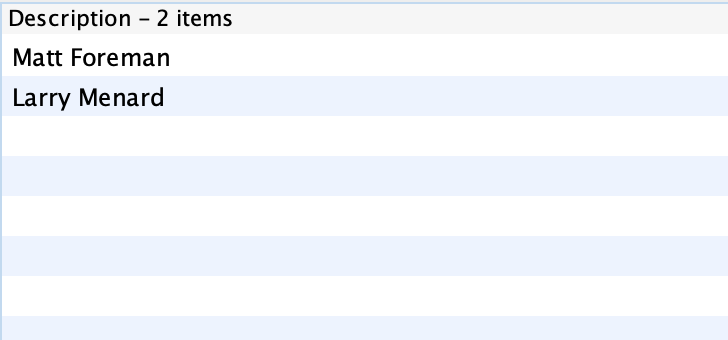 Description – 2 items
Matt Foreman
Larry Menard